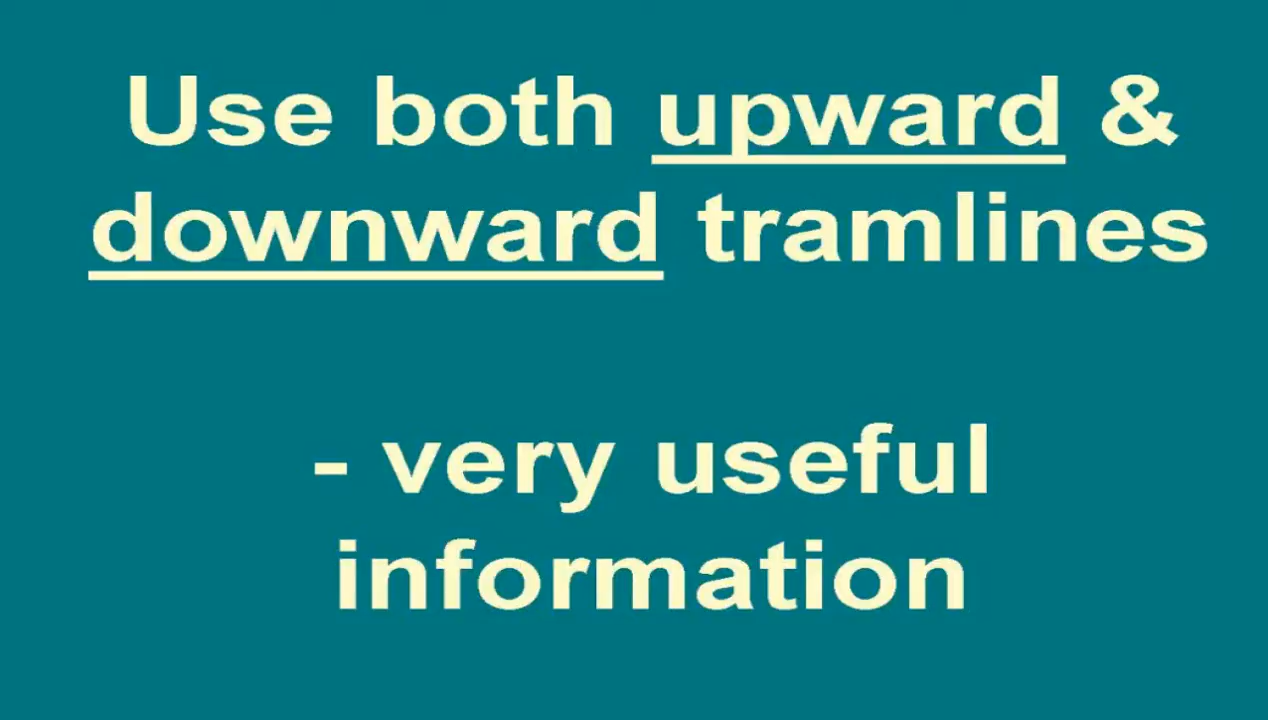 Use both upward &
downward tramlines
- very useful
information